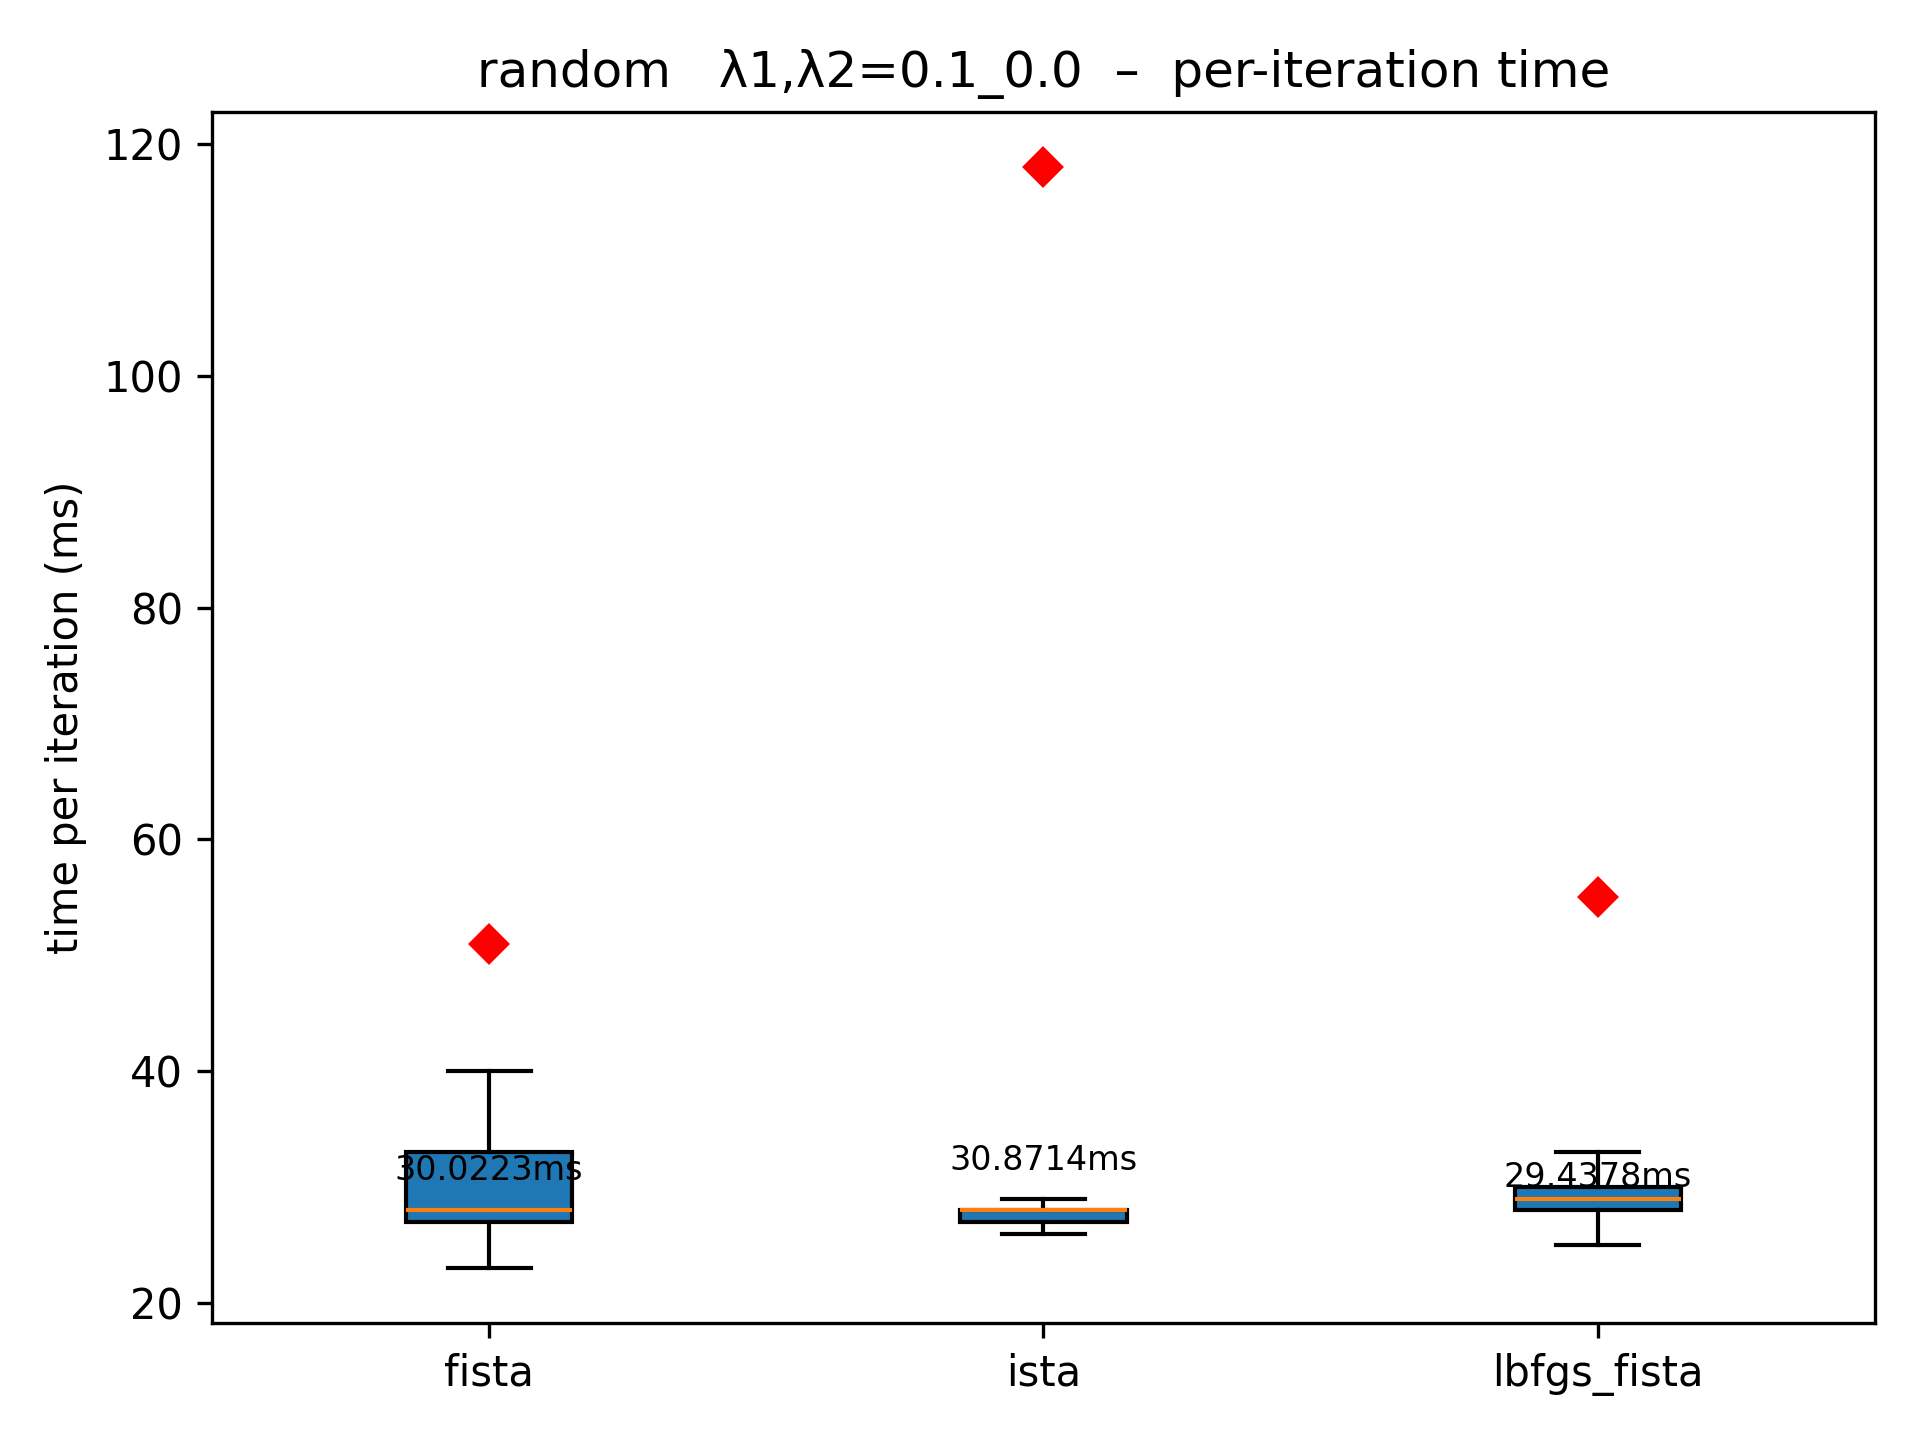 random   λ1,λ2=0.1_0.0  –  per-iteration time
time per iteration (ms)
120
100
80
60
40
20
30.0223ms
30.8714ms
29.4378ms
fista
ista
lbfgs_fista